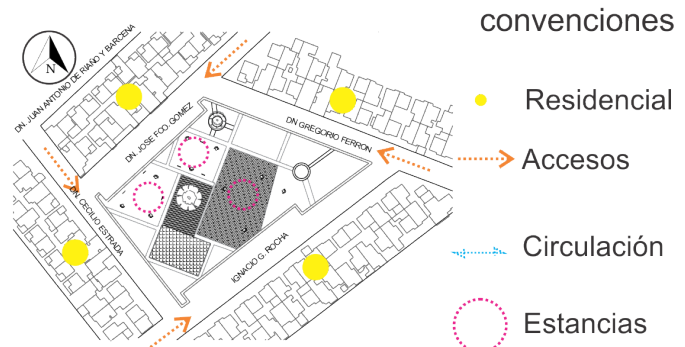 convenciones
N
DN. JUAN ANTONIO DE RIAÑO Y BARCENA
DN. JOSE FCO. GOMEZ
DN GREGORIO FERRON
DN. CECILIO ESTRADA
IGNACIO G. ROCHA
Residencial
Accesos
Circulación
Estancias